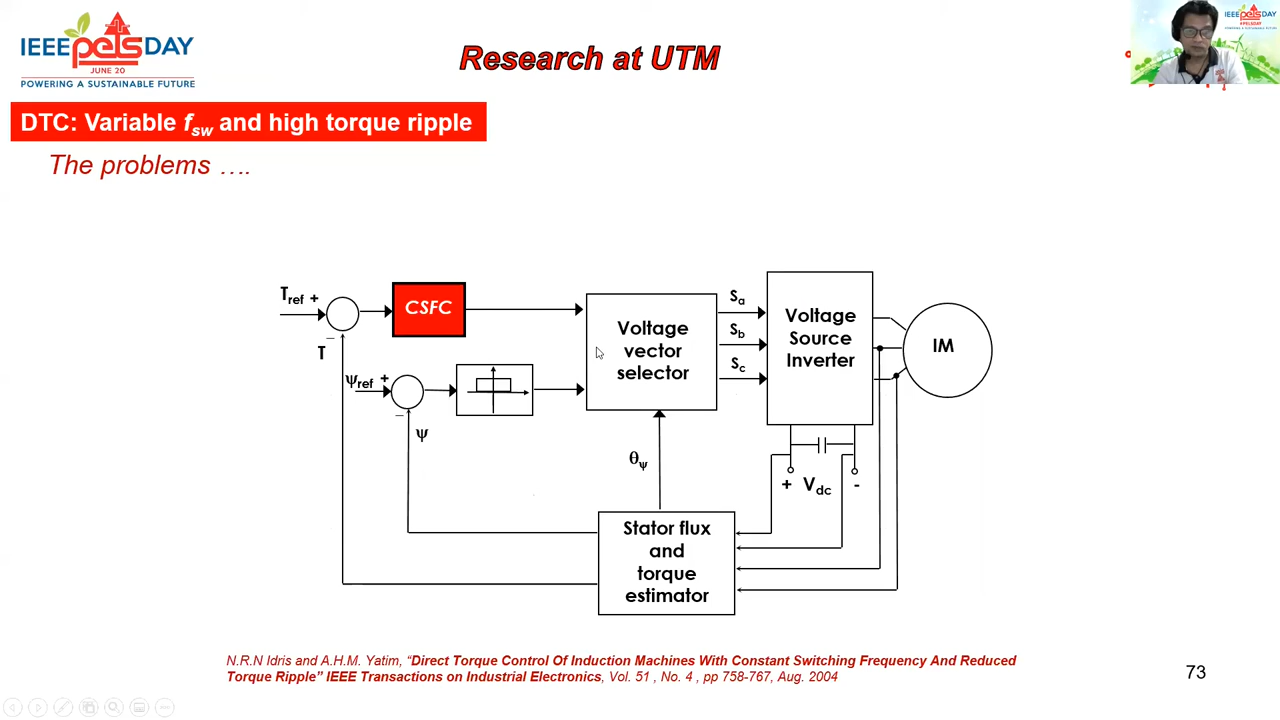 IEEE pels DAY
JUNE 20
POWERING A SUSTAINABLE FUTURE
Research at UTM
DTC: Variable fsw and high torque ripple
The problems ….
Tref +
−
T
CSFC
ψref +
−
ψ
Voltage
vector
selector
Sa
Sb
Sc
Voltage
Source
Inverter
IM
θψ
+ Vdc -
Stator flux
and
torque
estimator
N.R.N Idris and A.H.M. Yatim, “Direct Torque Control Of Induction Machines With Constant Switching Frequency And Reduced
Torque Ripple” IEEE Transactions on Industrial Electronics, Vol. 51 , No. 4 , pp 758-767, Aug. 2004
73